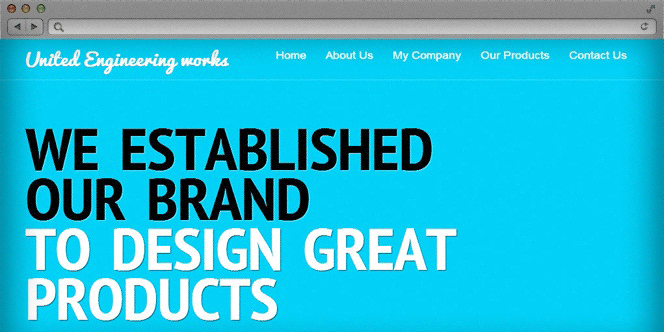 United Engineering works
Home About Us My Company Our Products Contact Us
WE ESTABLISHED
OUR BRAND
TO DESIGN GREAT
PRODUCTS